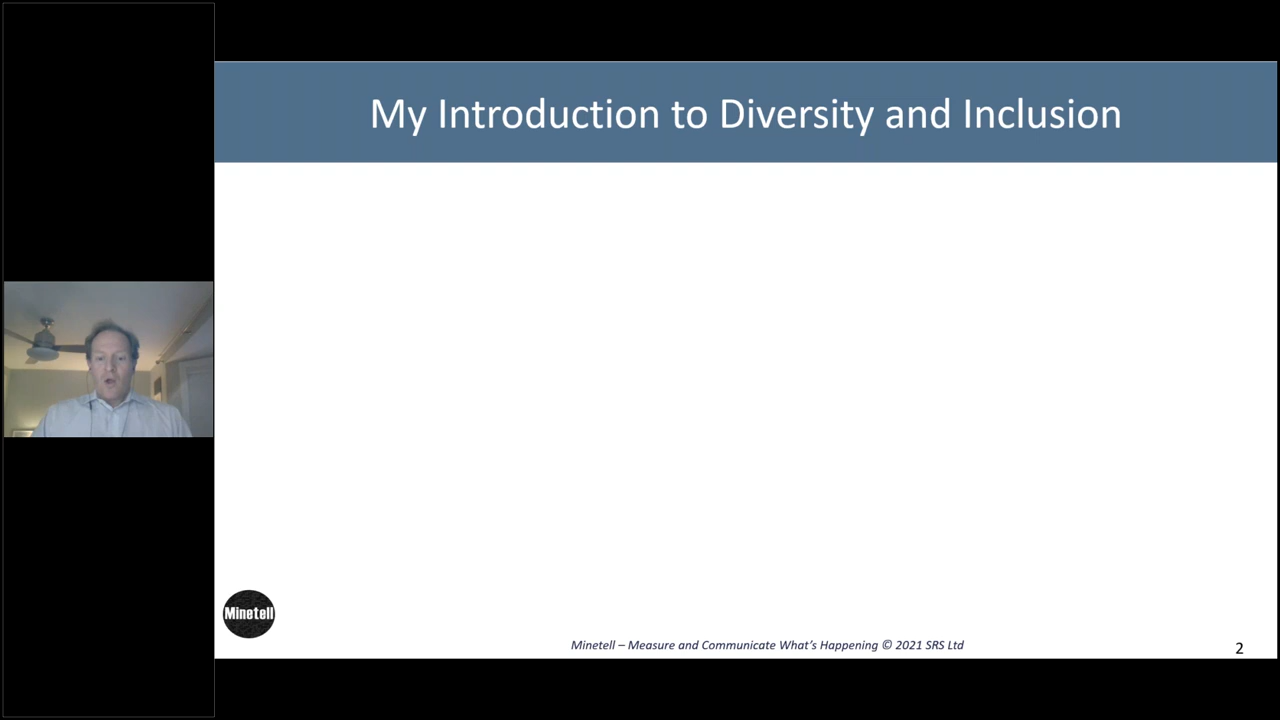 My Introduction to Diversity and Inclusion
Minetell
Minetell – Measure and Communicate What's Happening © 2021 SRS Ltd
2